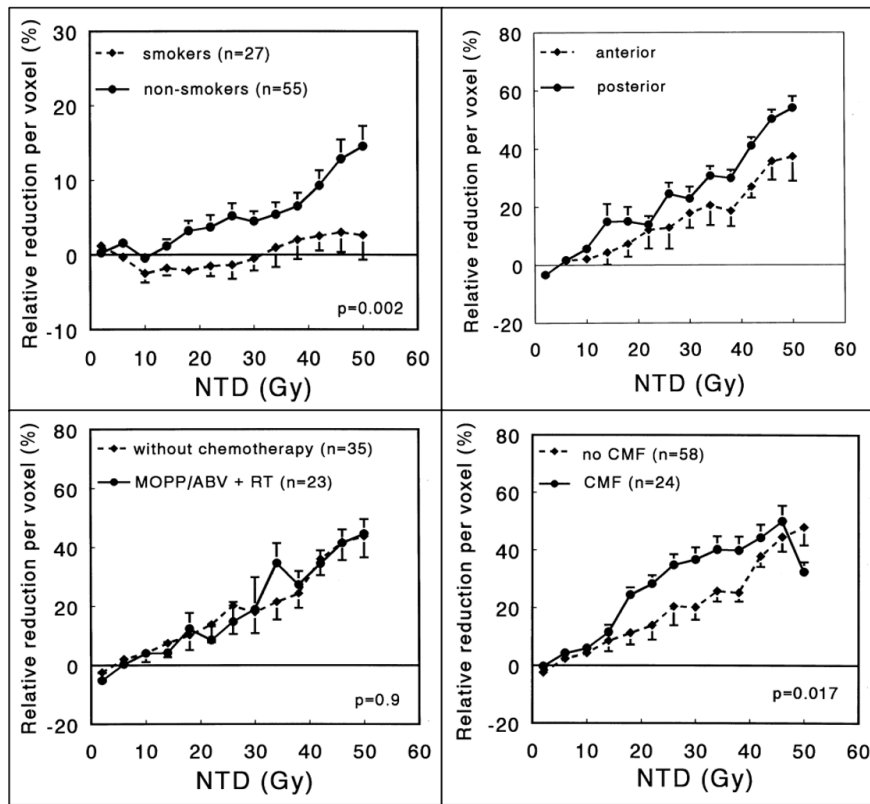 Relative reduction per voxel (%)
30
20
10
0
-10
smokers (n=27)
non-smokers (n=55)
p=0.002
0 10 20 30 40 50 60
NTD (Gy)
Relative reduction per voxel (%)
80
60
40
20
0
-20
anterior
posterior
0 10 20 30 40 50 60
NTD (Gy)
Relative reduction per voxel (%)
80
60
40
20
0
-20
without chemotherapy (n=35)
MOPP/ABV + RT (n=23)
p=0.9
0 10 20 30 40 50 60
NTD (Gy)
Relative reduction per voxel (%)
80
60
40
20
0
-20
no CMF (n=58)
CMF (n=24)
p=0.017
0 10 20 30 40 50 60
NTD (Gy)